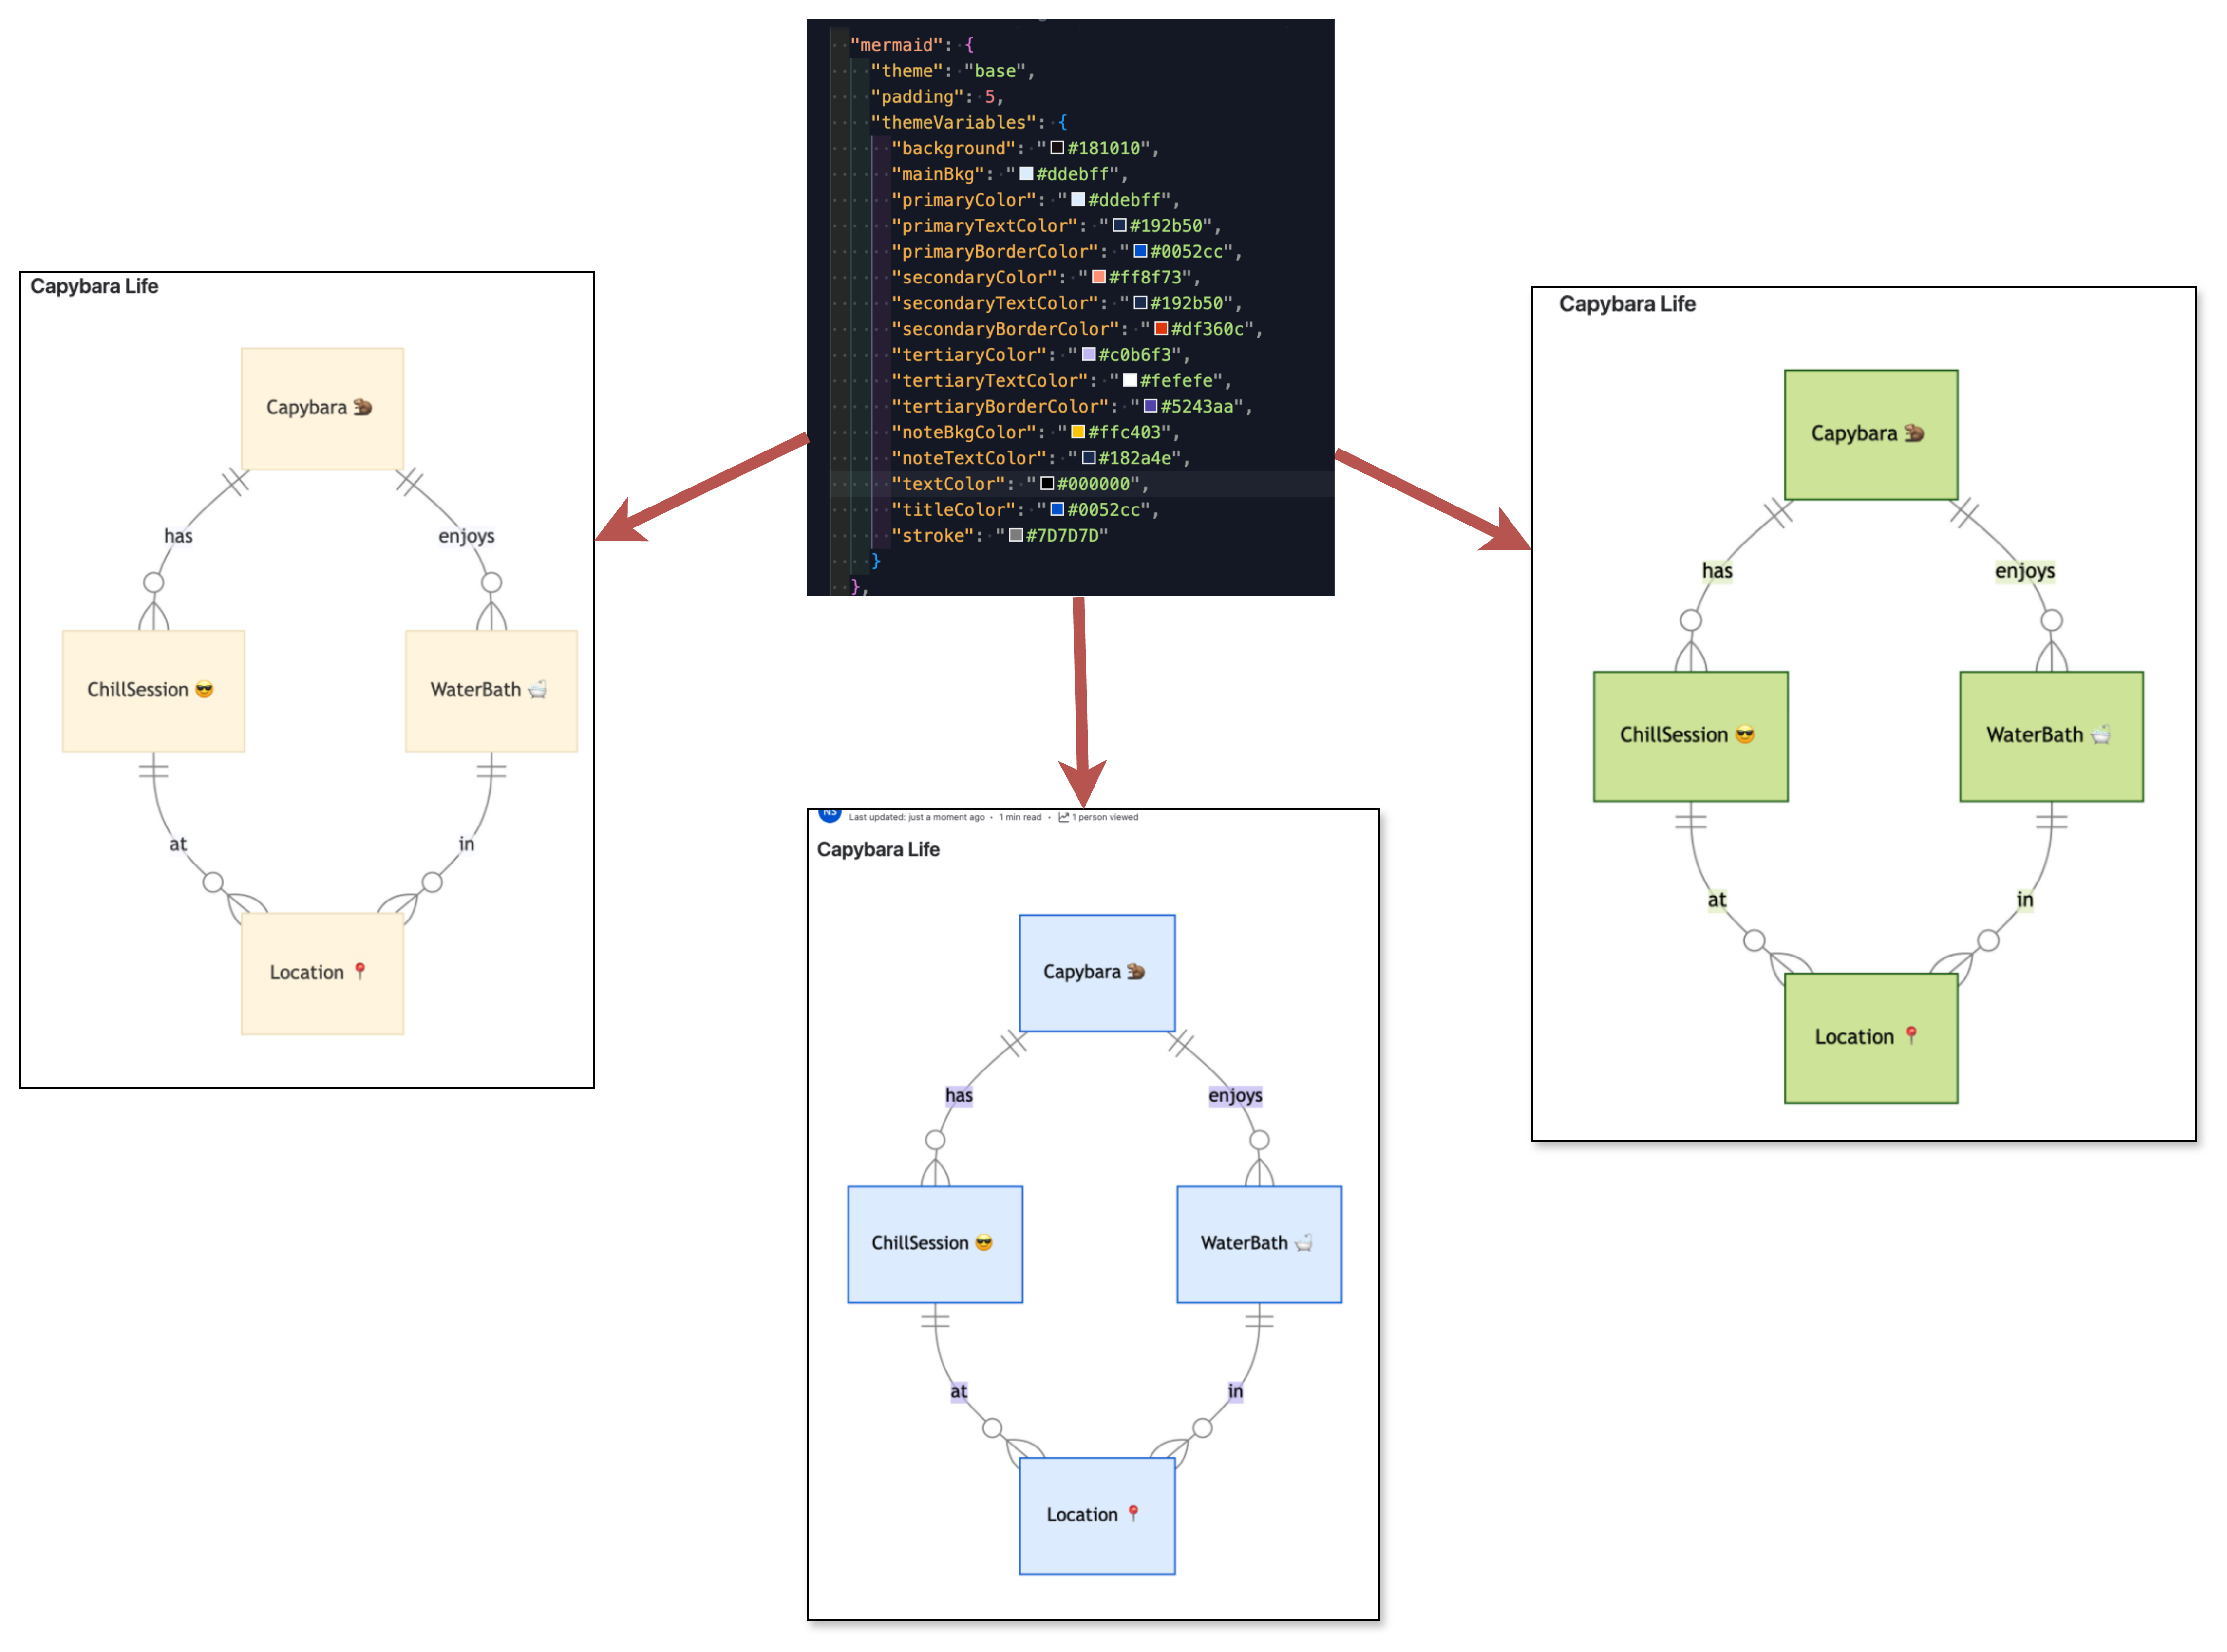 "mermaid": {
"theme": "base",
"padding": 5,
"themeVariables": {
"background": "#181010",
"mainBkg": "#ddebff",
"primaryColor": "#ddebff",
"primaryTextColor": "#192b50",
"primaryBorderColor": "#0052cc",
"secondaryColor": "#ff8f73",
"secondaryTextColor": "#192b50",
"secondaryBorderColor": "#df360c",
"tertiaryColor": "#c0b6f3",
"tertiaryTextColor": "#fefefe",
"tertiaryBorderColor": "#5243aa",
"noteBkgColor": "#ffc403",
"noteTextColor": "#182a4e",
"textColor": "#000000",
"titleColor": "#0052cc",
"stroke": "#7D7D7D"
}
},
Capybara Life
Capybara 🦫
has
enjoys
ChillSession 😎
WaterBath 🛁
at
in
Location 📍
NS
Last updated: just a moment ago • 1 min read • 1 person viewed
Capybara Life
Capybara 🦫
has
enjoys
ChillSession 😎
WaterBath 🛁
at
in
Location 📍
Capybara Life
Capybara 🦫
has
enjoys
ChillSession 😎
WaterBath 🛁
at
in
Location 📍